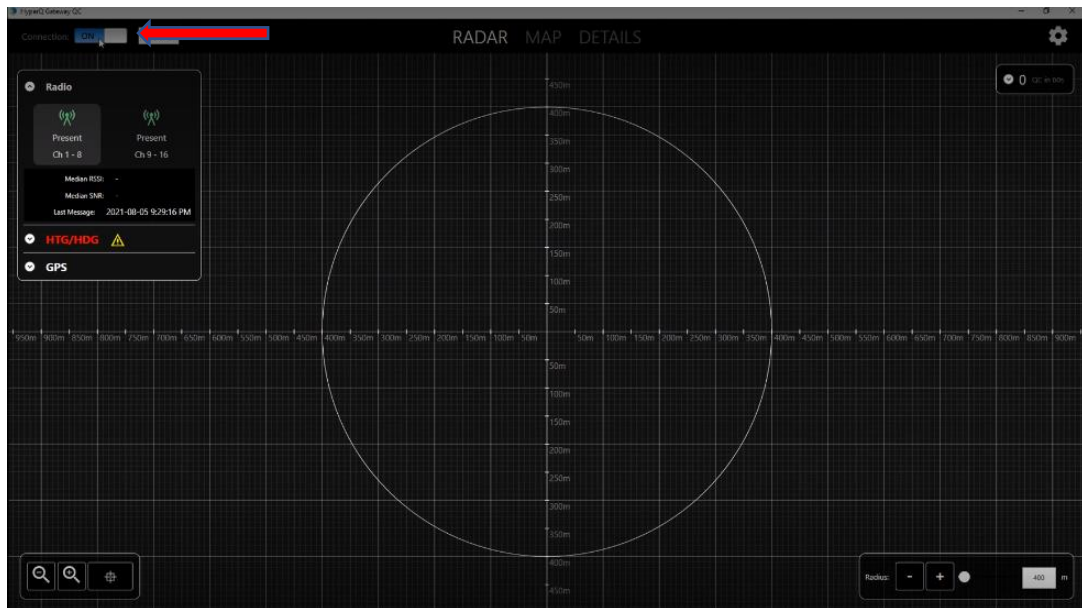 HyperQ Gateway QC
Connection: ON
RADAR MAP DETAILS
Radio
0 QC in 60s
Present Present
Ch 1 - 8 Ch 9 - 16
Median RSSI: -
Median SNR: -
Last Message: 2021-08-05 9:29:16 PM
HTG/HDG
GPS
450m
400m
350m
300m
250m
200m
150m
100m
50m
950m 900m 850m 800m 750m 700m 650m 600m 550m 500m 450m 400m 350m 300m 250m 200m 150m 100m 50m 50m 100m 150m 200m 250m 300m 350m 400m 450m 500m 550m 600m 650m 700m 750m 800m 850m 900m
50m
100m
150m
200m
250m
300m
350m
400m
450m
Radius: - + 400 m